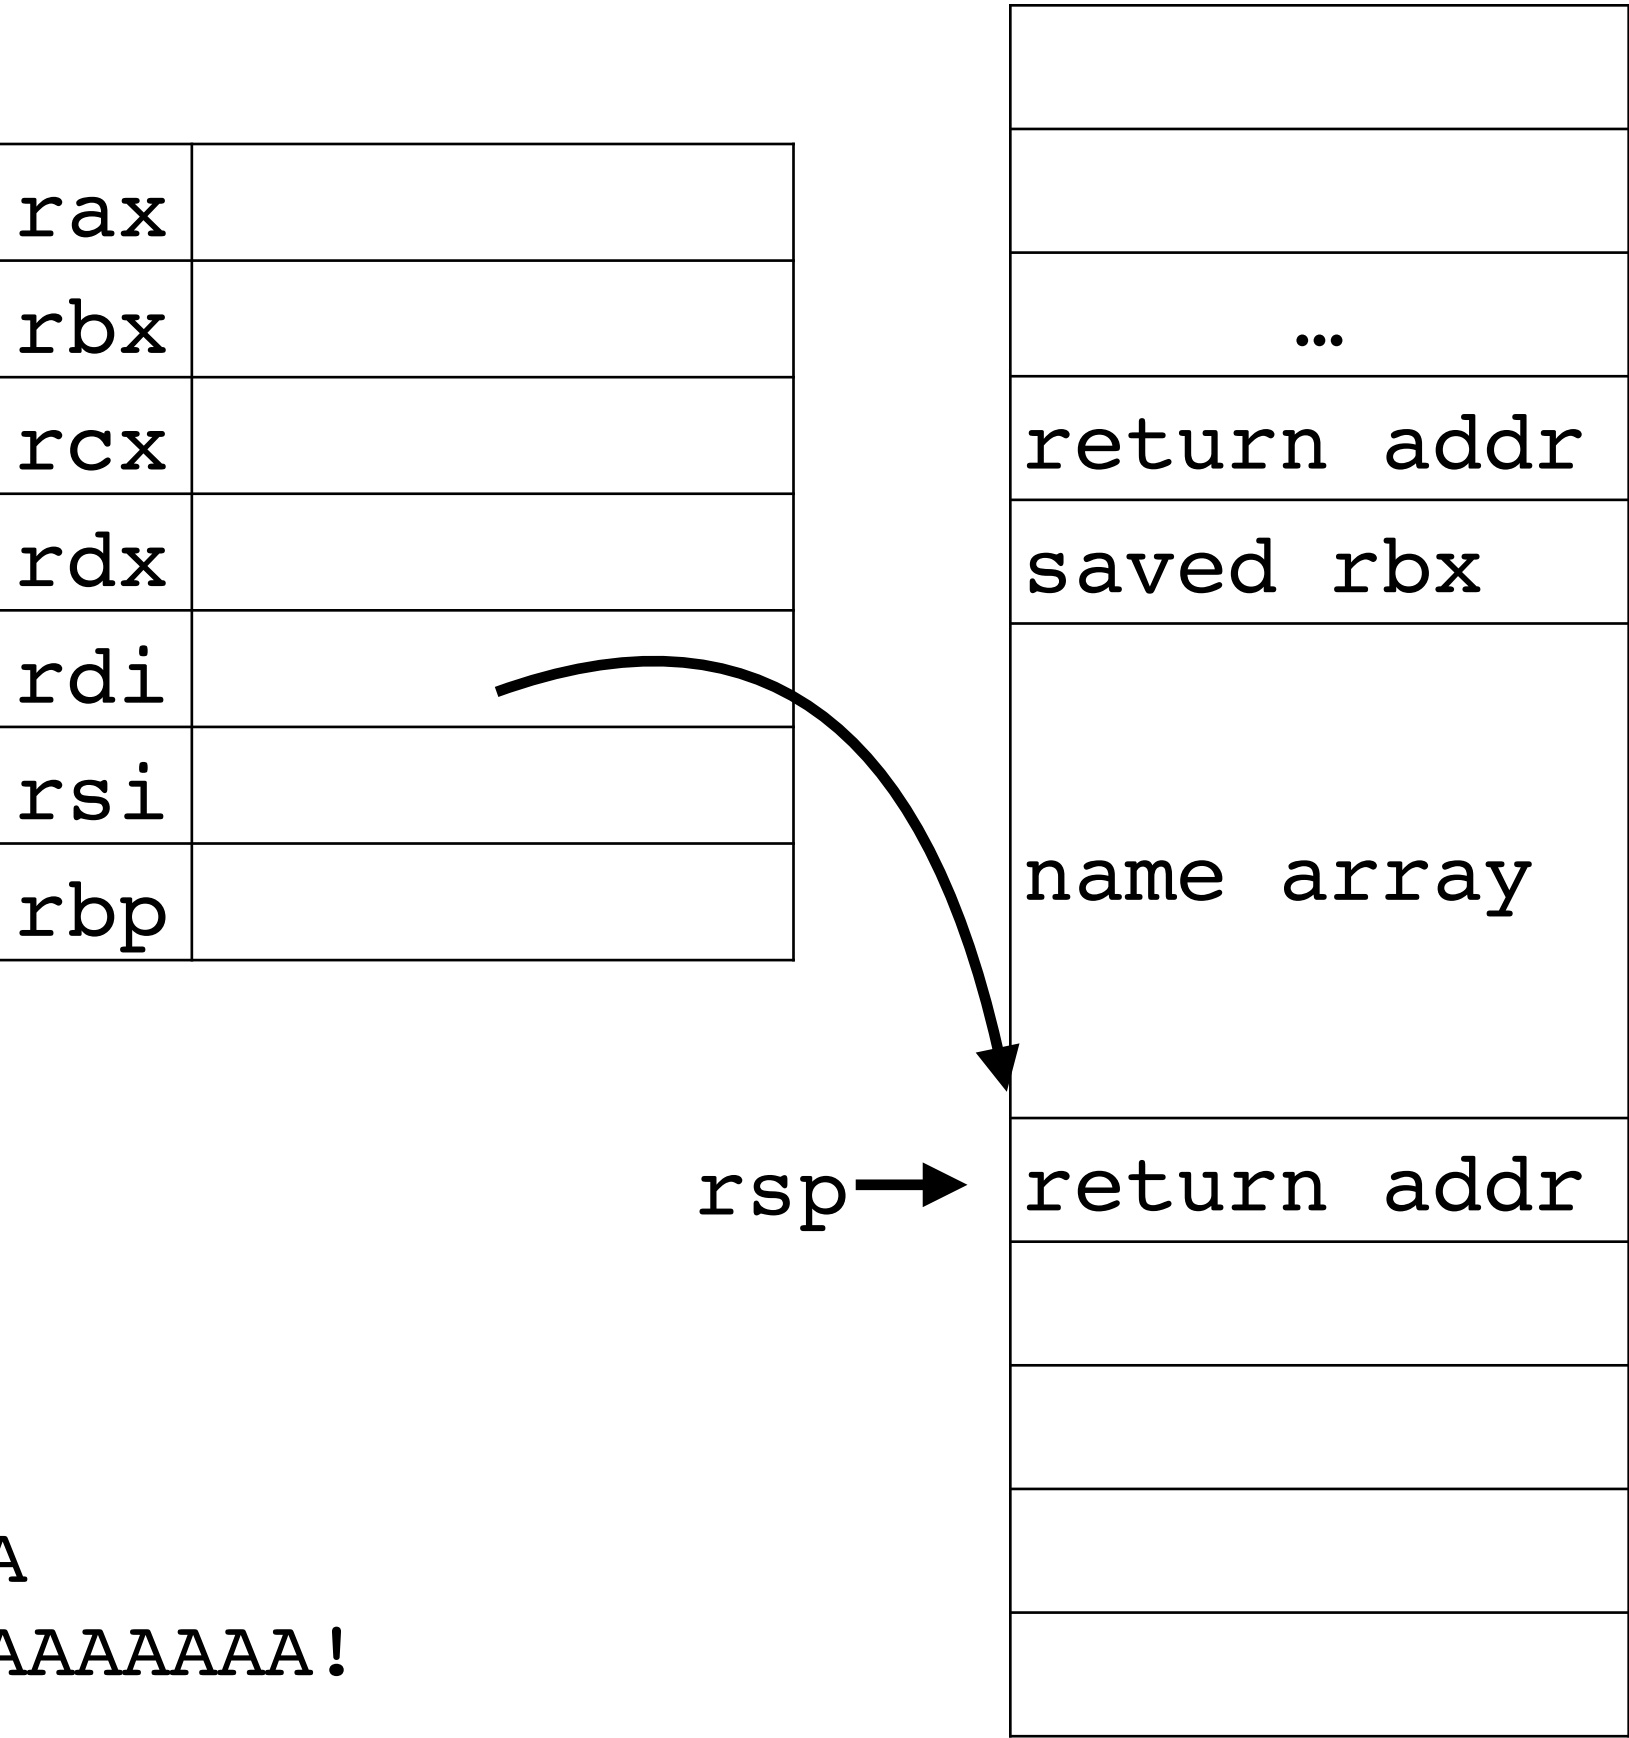 rax
rbx
rcx
rdx
rdi
rsi
rbp
…
return addr
saved rbx
name array
rsp
return addr
A
AAAAAAA!